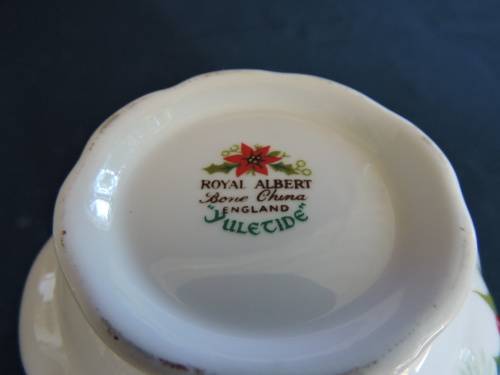 ROYAL ALBERT
Bone China
ENGLAND
"YULETIDE"